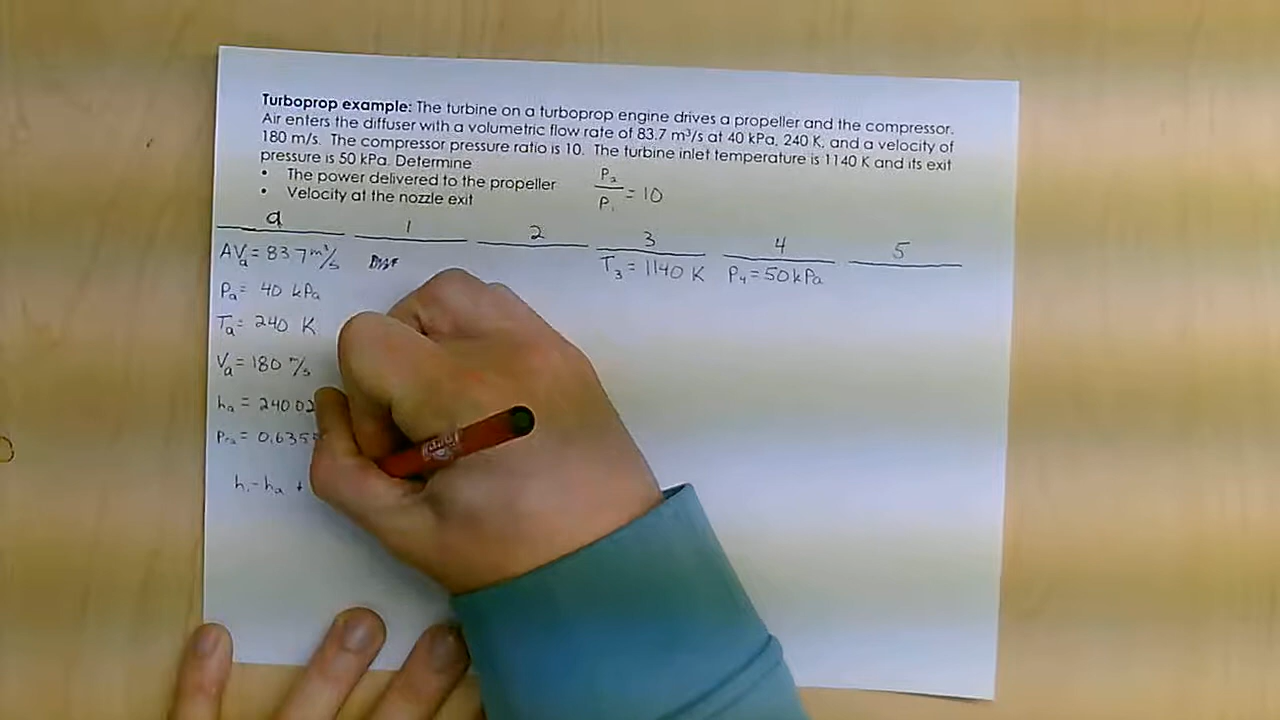 Turboprop example: The turbine on a turboprop engine drives a propeller and the compressor.
Air enters the diffuser with a volumetric flow rate of 83.7 m³/s at 40 kPa, 240 K, and a velocity of
180 m/s. The compressor pressure ratio is 10. The turbine inlet temperature is 1140 K and its exit
pressure is 50 kPa. Determine
• The power delivered to the propeller
• Velocity at the nozzle exit
P₂/P₁ = 10
a 1 2 3 4 5
AVₐ = 83.7 m³/s
T₃ = 1140 K
P₄ = 50 kPa
Pₐ = 40 kPa
Tₐ = 240 K
Vₐ = 180 m/s
hₐ = 240.02
Prₐ = 0.635
h₁ - hₐ +